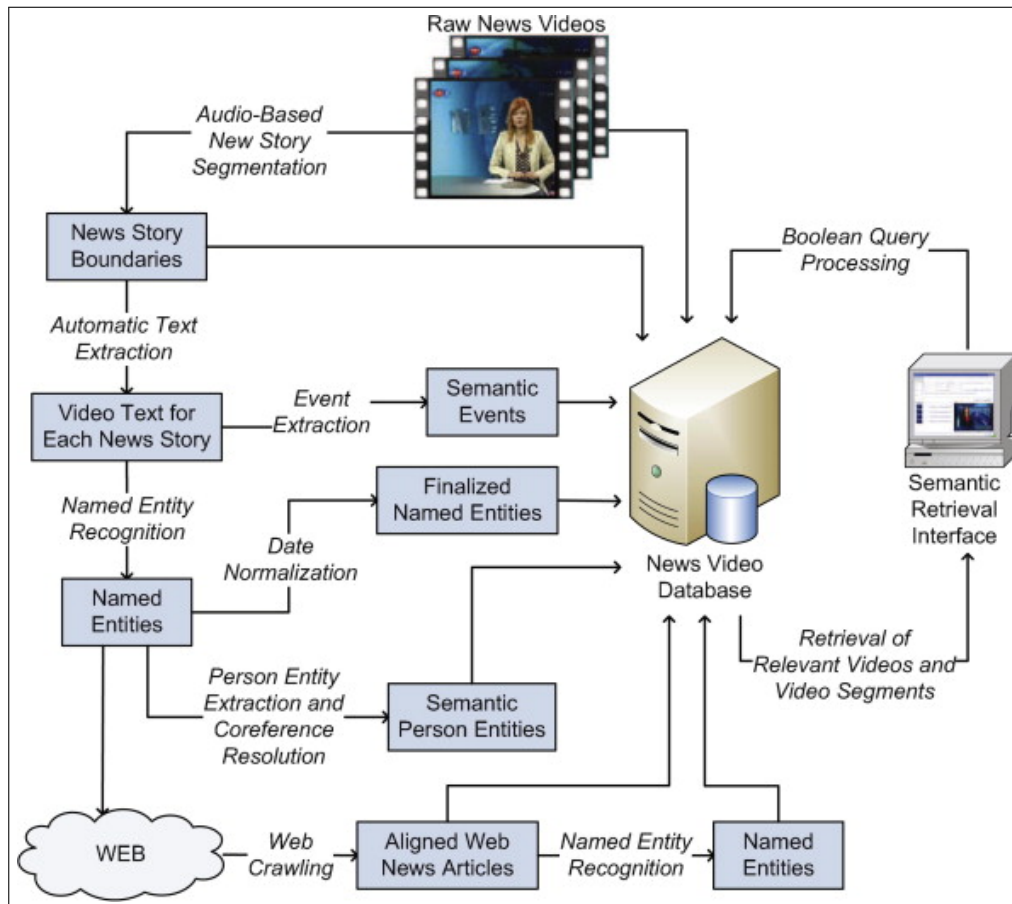 Raw News Videos
Audio-Based
New Story
Segmentation
News Story
Boundaries
Boolean Query
Processing
Automatic Text
Extraction
Video Text for
Each News Story
Event
Extraction
Semantic
Events
Semantic
Retrieval
Interface
Named Entity
Recognition
Finalized
Named Entities
Date
Normalization
News Video
Database
Named
Entities
Retrieval of
Relevant Videos and
Video Segments
Person Entity
Extraction and
Coreference
Resolution
Semantic
Person Entities
WEB
Web
Crawling
Aligned Web
News Articles
Named Entity
Recognition
Named
Entities